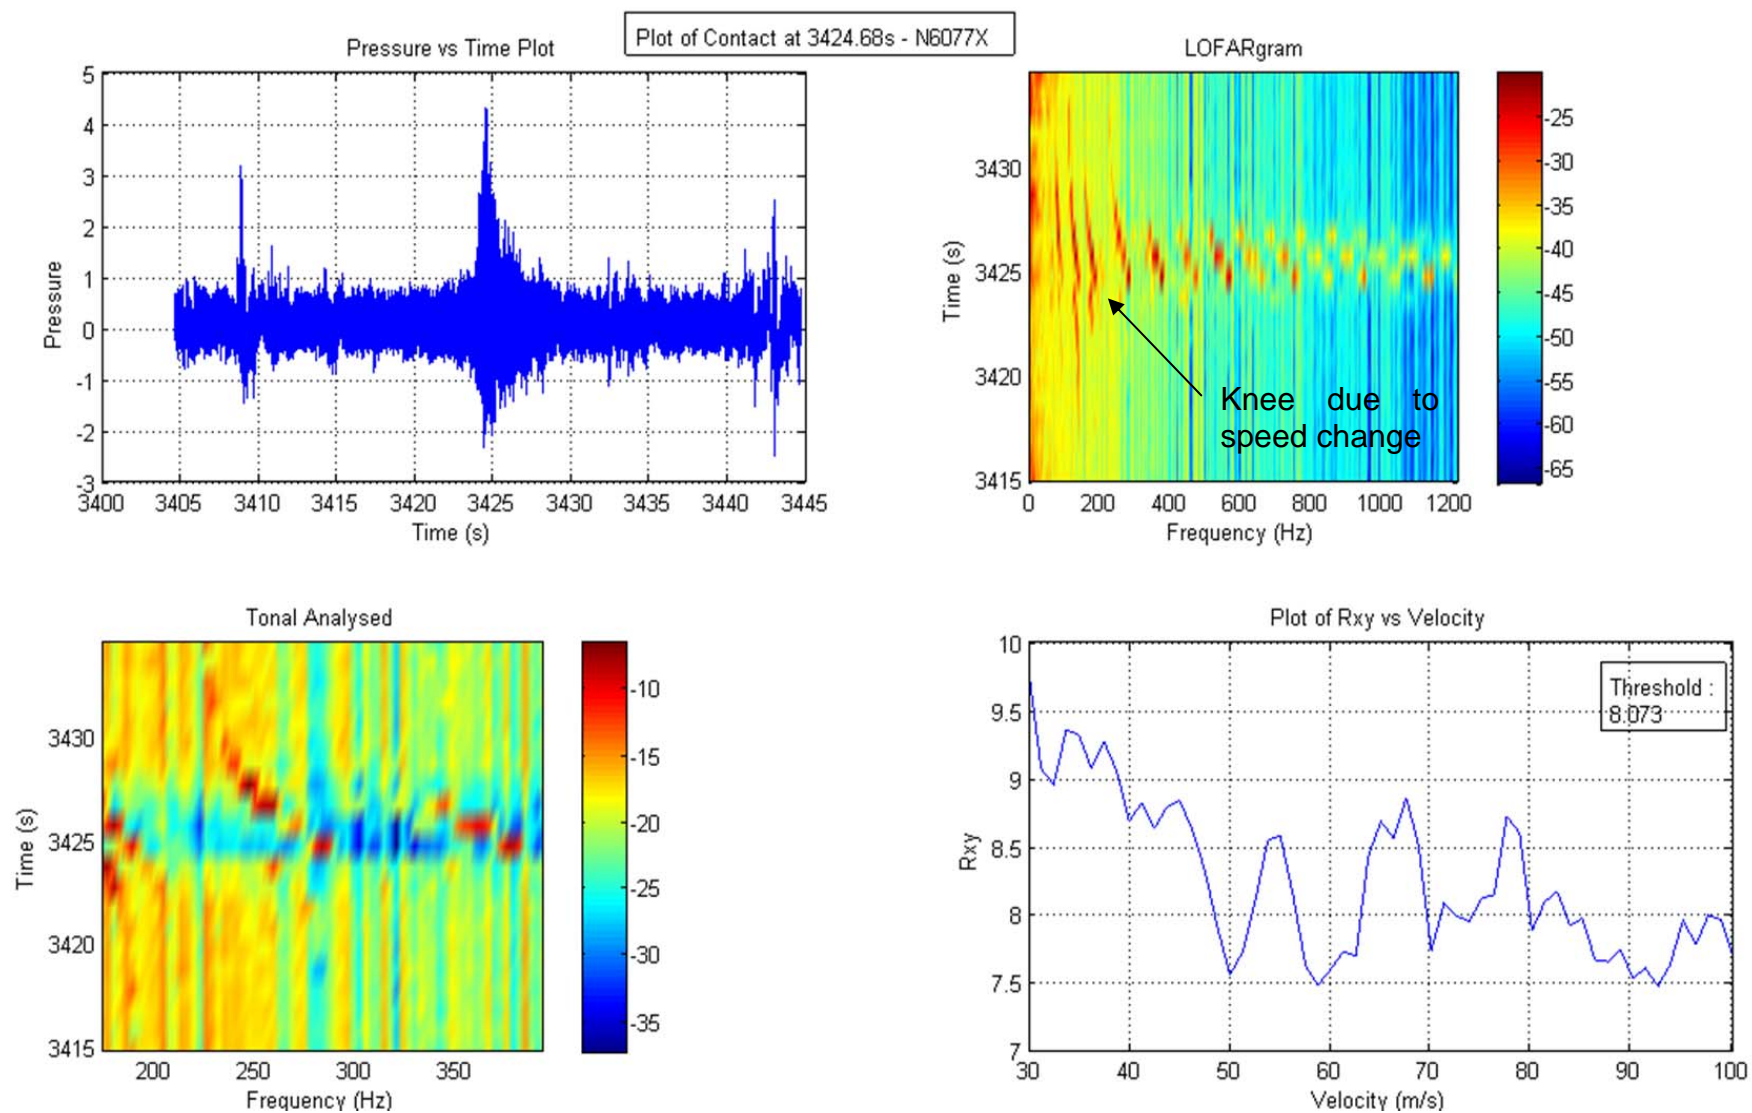 Plot of Contact at 3424.68s - N6077X
Pressure vs Time Plot
5
4
3
2
1
0
-1
-2
-3
Pressure
3400 3405 3410 3415 3420 3425 3430 3435 3440 3445
Time (s)
LOFARgram
3430
3425
3420
3415
Time (s)
0 200 400 600 800 1000 1200
Frequency (Hz)
Knee due to
speed change
-25
-30
-35
-40
-45
-50
-55
-60
-65
Tonal Analysed
3430
3425
3420
3415
Time (s)
200 250 300 350
Frequency (Hz)
-10
-15
-20
-25
-30
-35
Plot of Rxy vs Velocity
10
9.5
9
8.5
8
7.5
7
Rxy
Threshold :
8.073
30 40 50 60 70 80 90 100
Velocity (m/s)